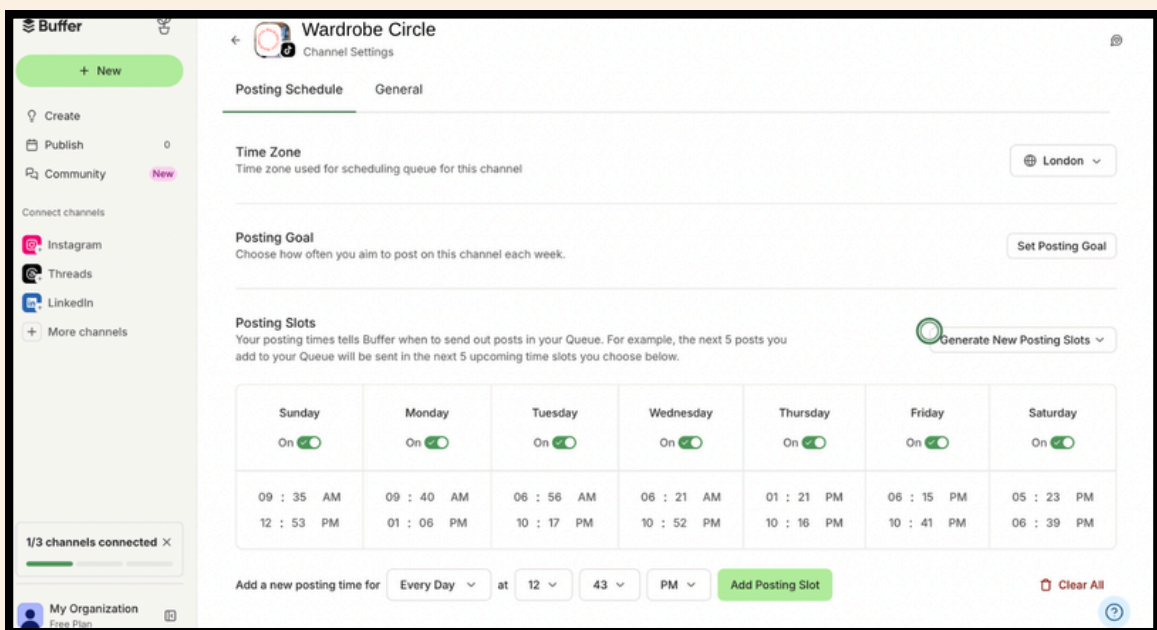 Buffer
+ New
Create
Publish 0
Community New
Connect channels
Instagram
Threads
LinkedIn
+ More channels
1/3 channels connected ×
My Organization
Free Plan
Wardrobe Circle
Channel Settings
Posting Schedule General
Time Zone
Time zone used for scheduling queue for this channel
London
Posting Goal
Choose how often you aim to post on this channel each week.
Set Posting Goal
Posting Slots
Your posting times tells Buffer when to send out posts in your Queue. For example, the next 5 posts you
add to your Queue will be sent in the next 5 upcoming time slots you choose below.
Generate New Posting Slots
Sunday Monday Tuesday Wednesday Thursday Friday Saturday
On On On On On On On
09 : 35 AM 09 : 40 AM 06 : 56 AM 06 : 21 AM 01 : 21 PM 06 : 15 PM 05 : 23 PM
12 : 53 PM 01 : 06 PM 10 : 17 PM 10 : 52 PM 10 : 16 PM 10 : 41 PM 06 : 39 PM
Add a new posting time for Every Day at 12 43 PM Add Posting Slot Clear All